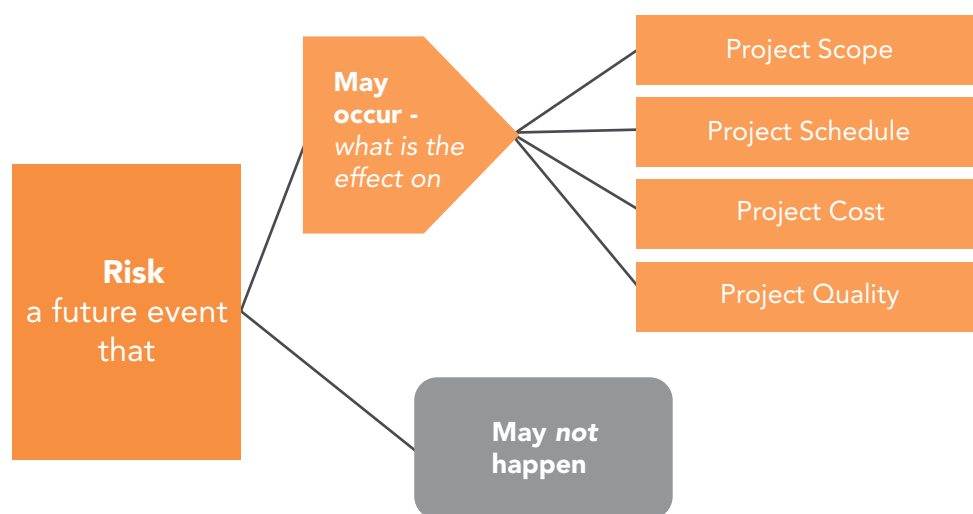 Risk
a future event
that
May
occur -
what is the
effect on
Project Scope
Project Schedule
Project Cost
Project Quality
May not
happen